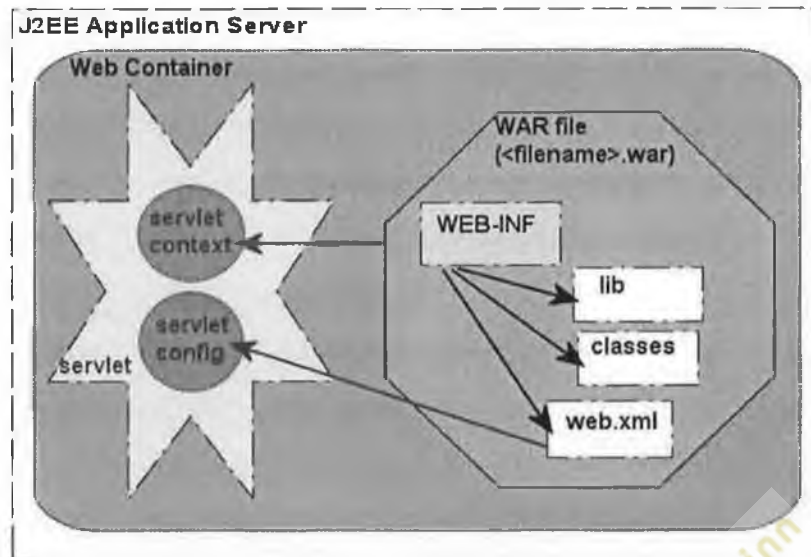 J2EE Application Server
Web Container
WAR file
(<filename>.war)
servlet
context
WEB-INF
lib
servlet
config
classes
servlet
web.xml